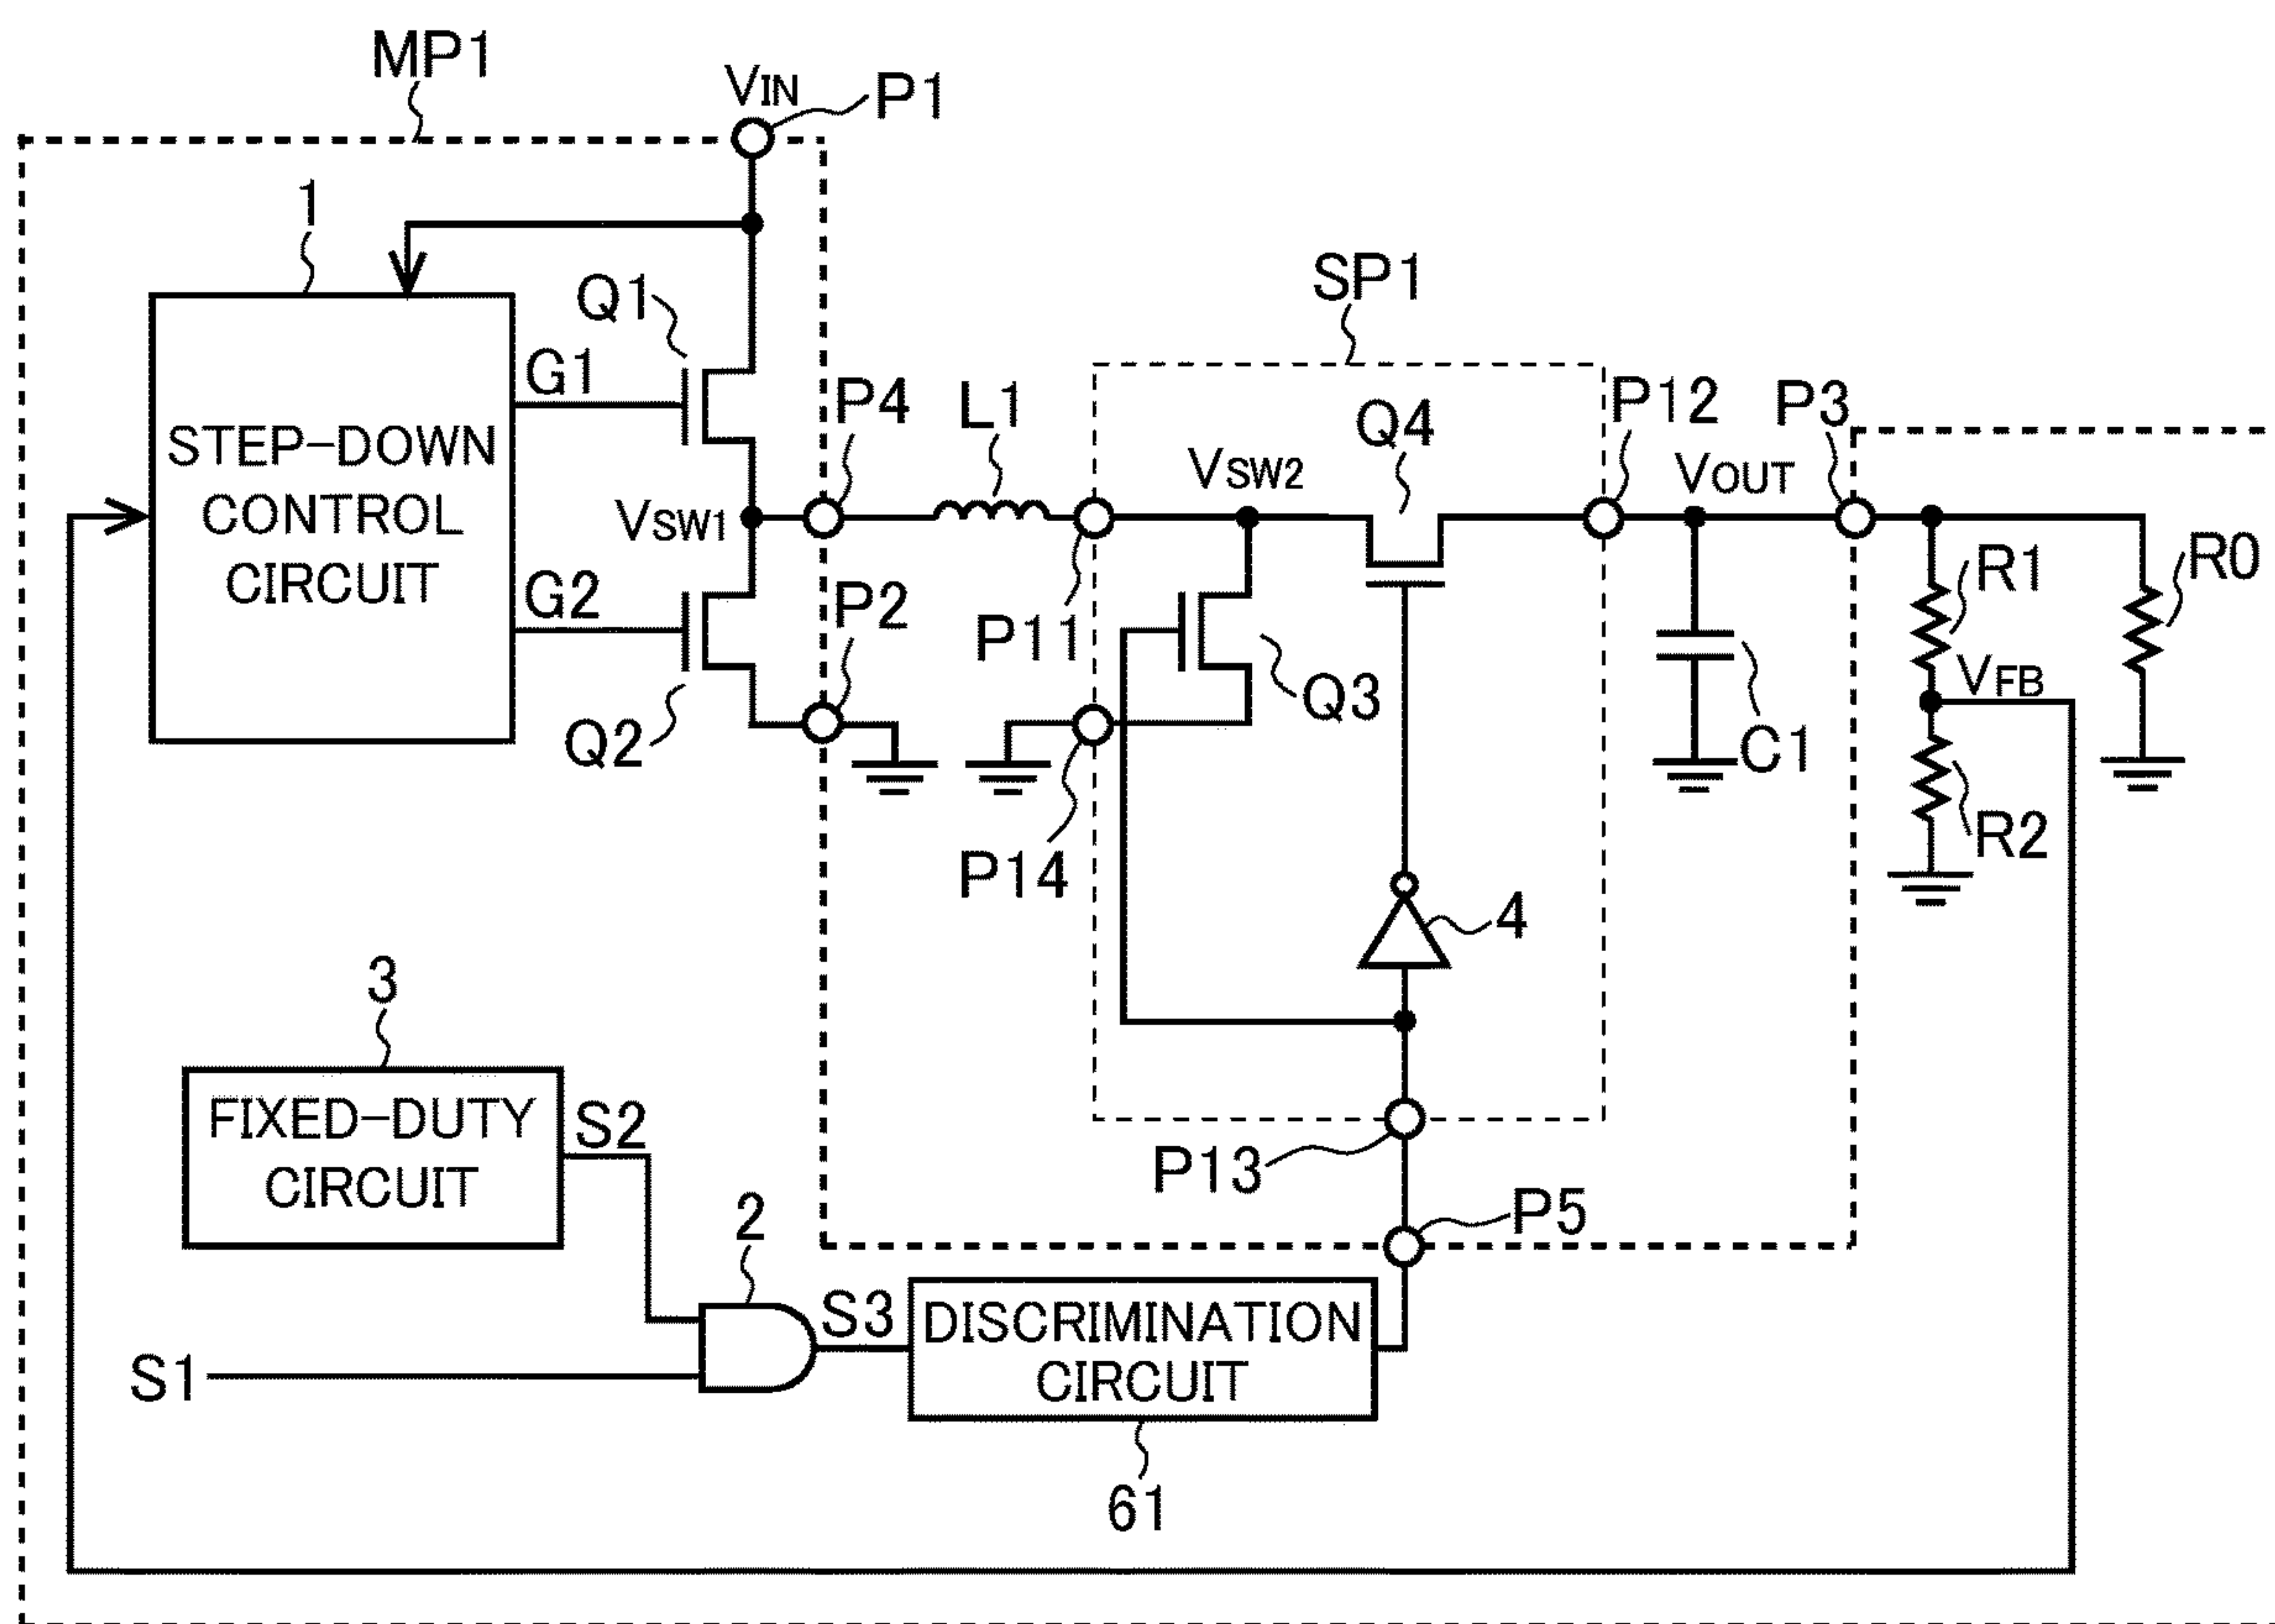 MP1
VIN
P1
1
SP1
Q1
G1
P4
L1
Q4
P12
P3
STEP-DOWN
CONTROL
CIRCUIT
VSW1
VSW2
VOUT
R1
R0
G2
P2
P11
Q3
VFB
Q2
C1
P14
R2
4
3
FIXED-DUTY
CIRCUIT
S2
P13
P5
2
S3
DISCRIMINATION
CIRCUIT
S1
61